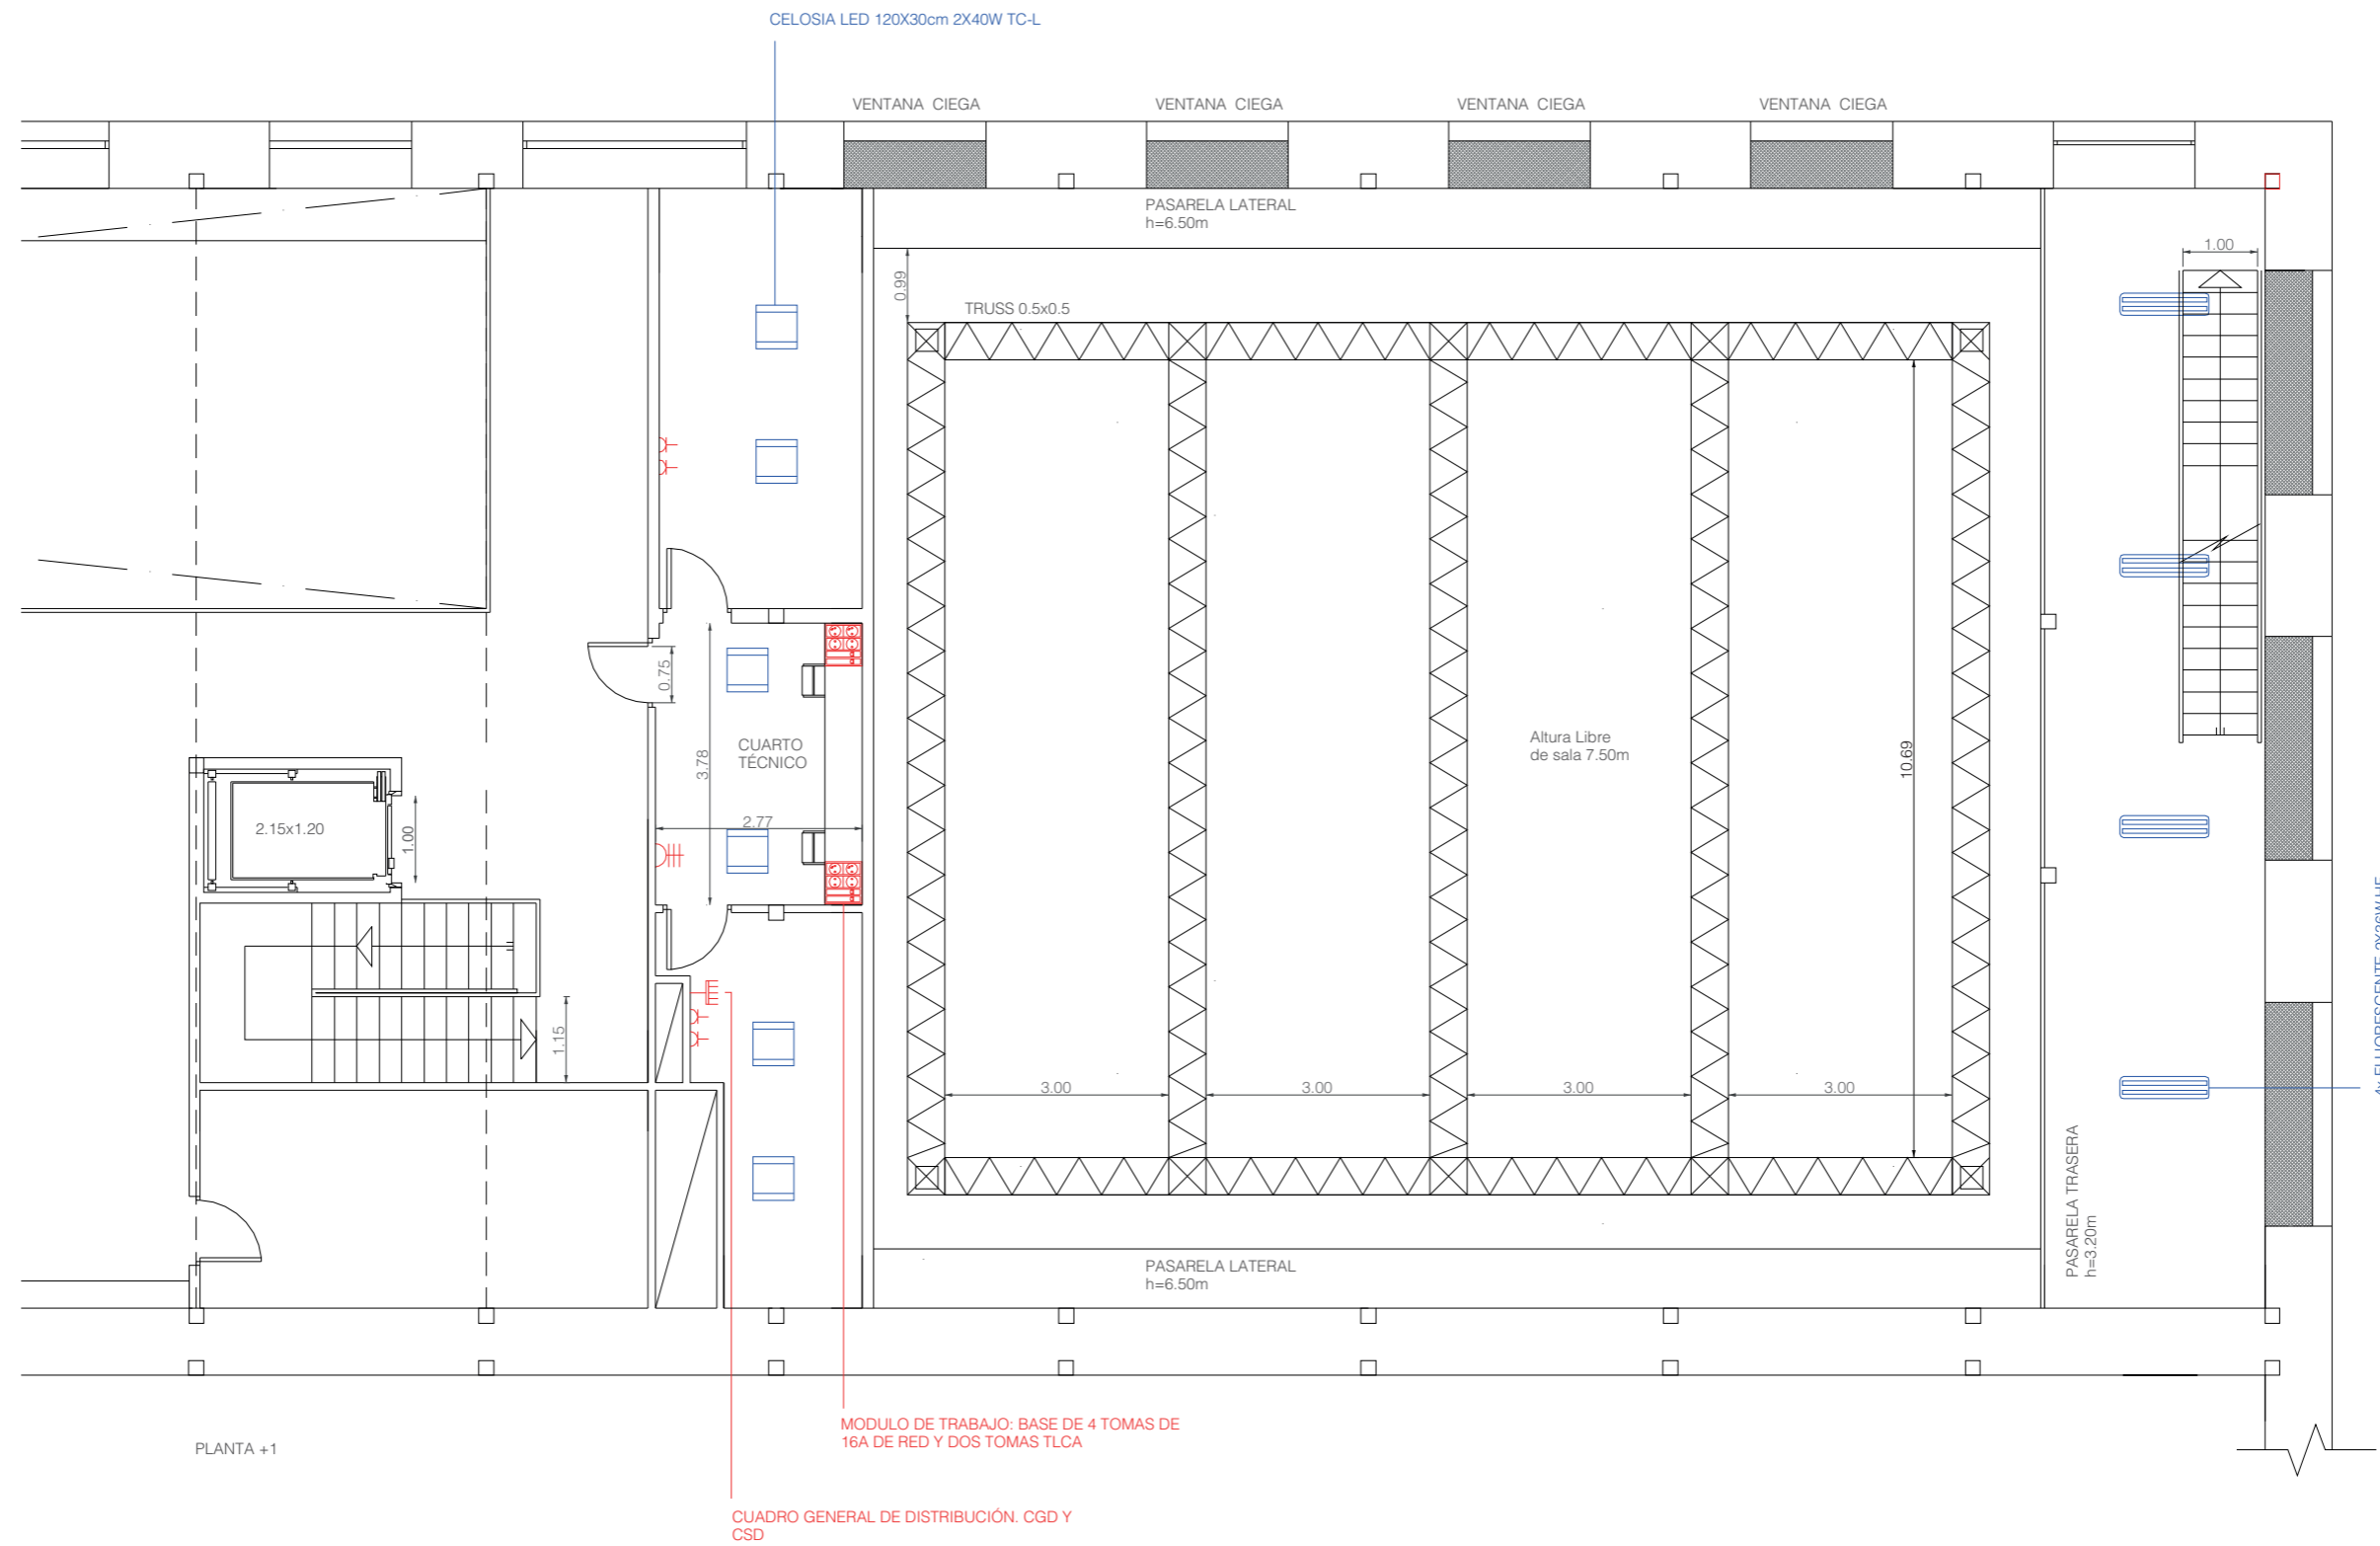 CELOSIA LED 120X30cm 2X40W TC-L
VENTANA CIEGA
VENTANA CIEGA
VENTANA CIEGA
VENTANA CIEGA
PASARELA LATERAL
h=6.50m
1.00
0.99
TRUSS 0.5x0.5
0.75
3.78
CUARTO
TÉCNICO
Altura Libre
de sala 7.50m
10.69
2.15x1.20
1.00
2.77
1.15
3.00
3.00
3.00
3.00
PASARELA TRASERA
h=3.20m
PASARELA LATERAL
h=6.50m
MODULO DE TRABAJO: BASE DE 4 TOMAS DE
16A DE RED Y DOS TOMAS TLCA
PLANTA +1
CUADRO GENERAL DE DISTRIBUCIÓN. CGD Y
CSD